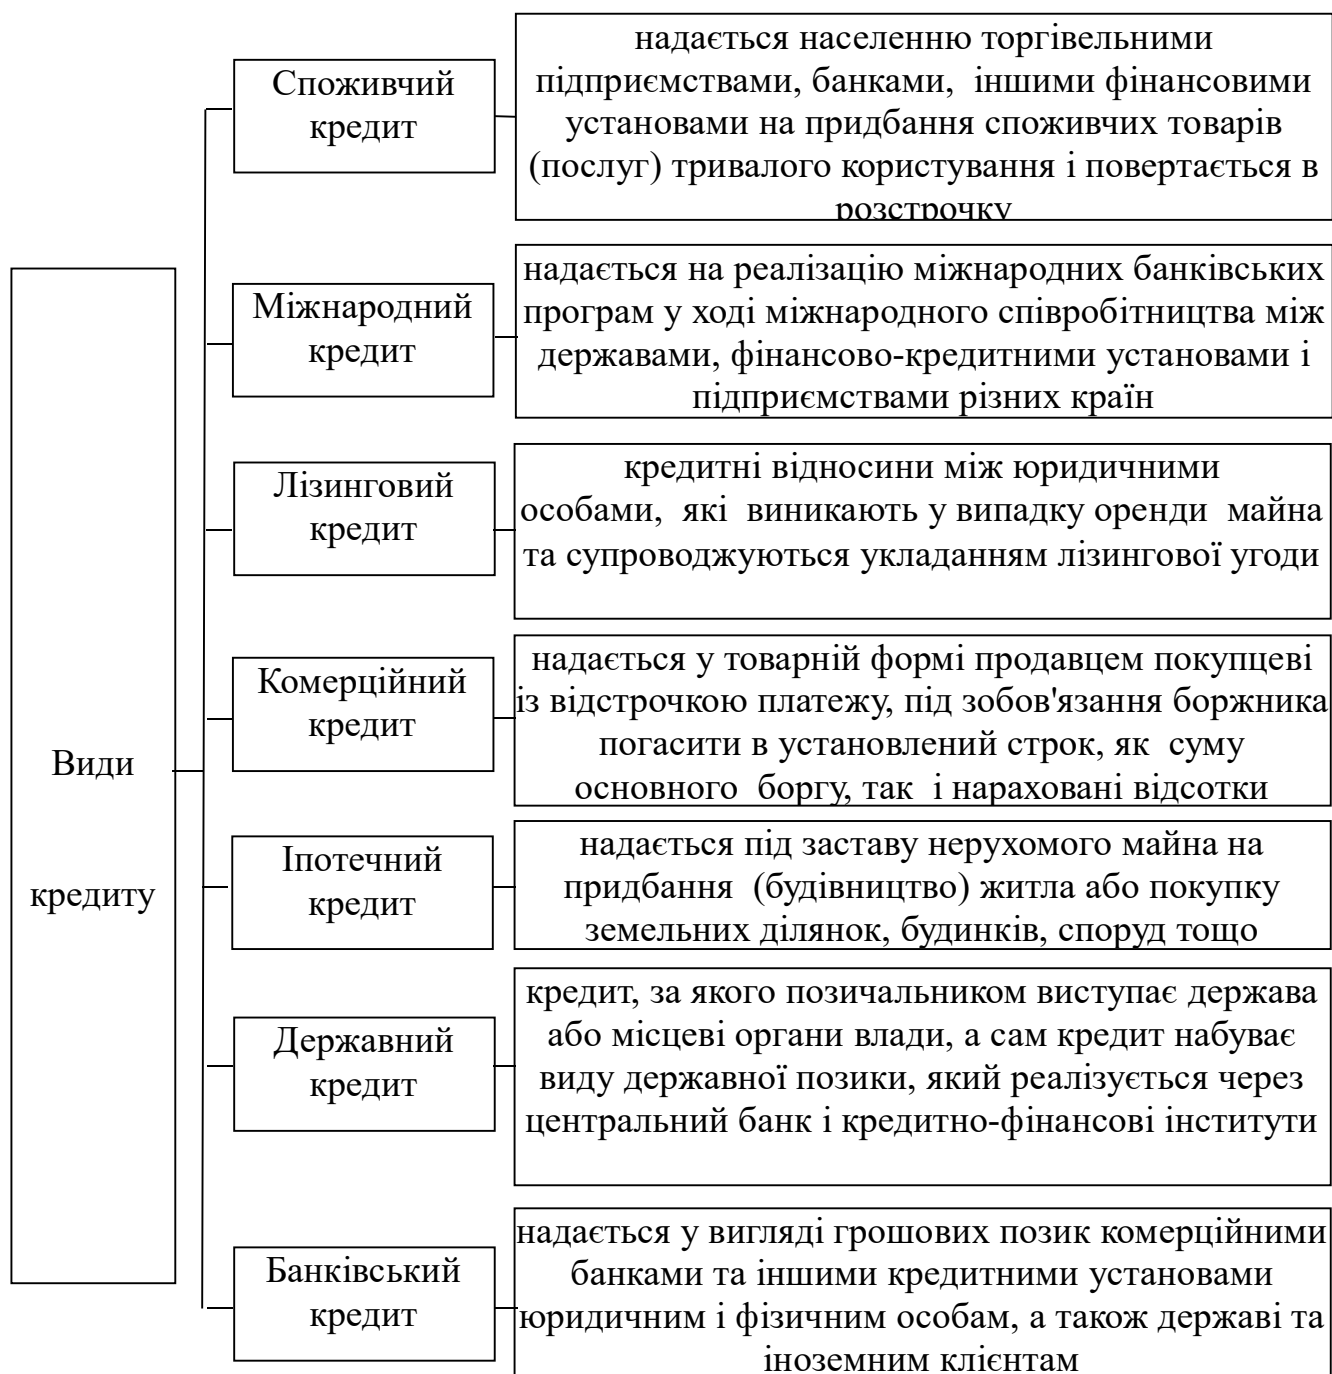 Види
кредиту
Споживчий
кредит
надається населенню торгівельними
підприємствами, банками, іншими фінансовими
установами на придбання споживчих товарів
(послуг) тривалого користування і повертається в
розстрочку
Міжнародний
кредит
надається на реалізацію міжнародних банківських
програм у ході міжнародного співробітництва між
державами, фінансово-кредитними установами і
підприємствами різних країн
Лізинговий
кредит
кредитні відносини між юридичними
особами, які виникають у випадку оренди майна
та супроводжуються укладанням лізингової угоди
Комерційний
кредит
надається у товарній формі продавцем покупцеві
із відстрочкою платежу, під зобов'язання боржника
погасити в установлений строк, як суму
основного боргу, так і нараховані відсотки
Іпотечний
кредит
надається під заставу нерухомого майна на
придбання (будівництво) житла або покупку
земельних ділянок, будинків, споруд тощо
Державний
кредит
кредит, за якого позичальником виступає держава
або місцеві органи влади, а сам кредит набуває
виду державної позики, який реалізується через
центральний банк і кредитно-фінансові інститути
Банківський
кредит
надається у вигляді грошових позик комерційними
банками та іншими кредитними установами
юридичним і фізичним особам, а також державі та
іноземним клієнтам